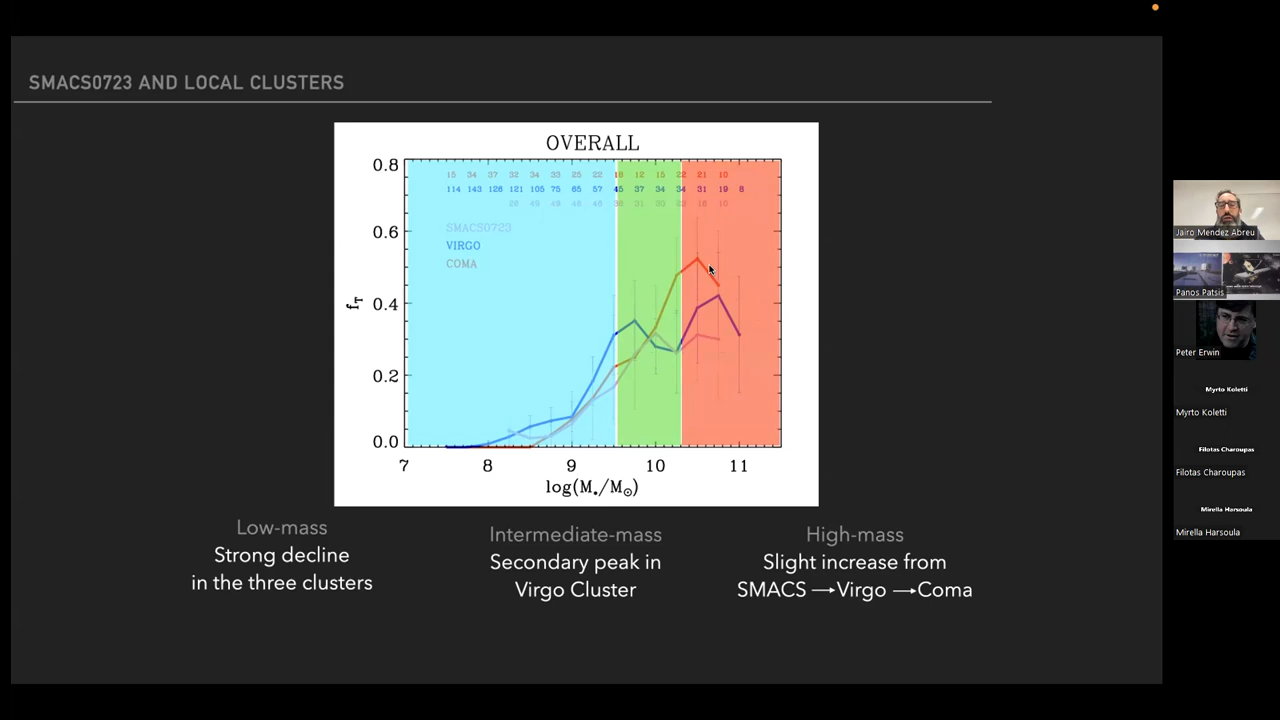 SMACS0723 AND LOCAL CLUSTERS
OVERALL
0.8
0.6
0.4
0.2
0.0
f_T
15 34 37 32 34 33 25 22 18 12 15 22 21 10
114 143 126 121 105 75 65 57 45 37 34 34 31 19 8
SMACS0723
VIRGO
COMA
7 8 9 10 11
log(M⋆/M⊙)
Low-mass
Strong decline
in the three clusters
Intermediate-mass
Secondary peak in
Virgo Cluster
High-mass
Slight increase from
SMACS → Virgo → Coma
Jairo Mendez Abreu
Panos Patsis
Peter Erwin
Myrto Koletti
Myrto Koletti
Filotas Charoupas
Filotas Charoupas
Mirella Harsoula
Mirella Harsoula